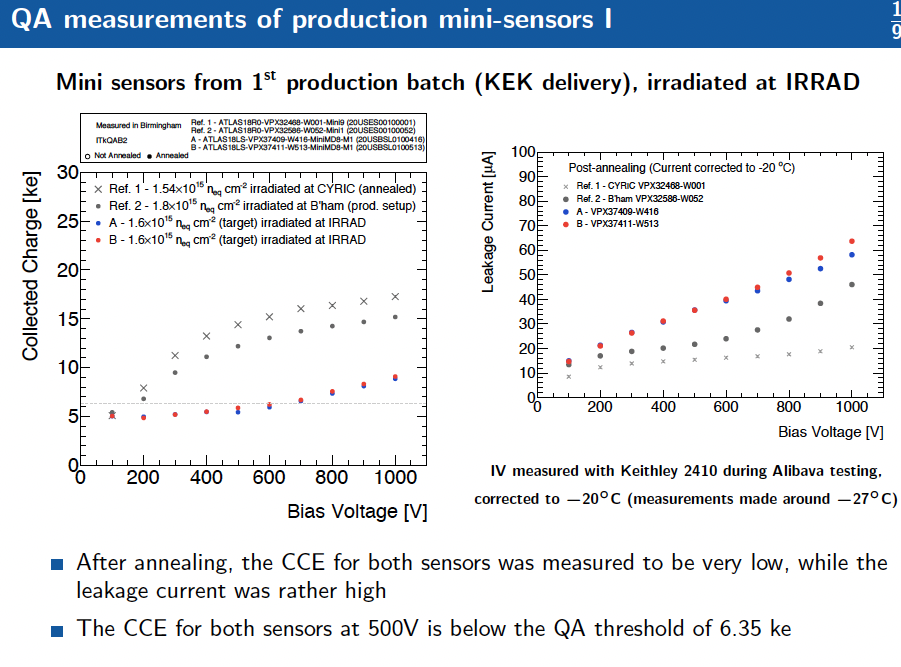 QA measurements of production mini-sensors I
1
9
Mini sensors from 1st production batch (KEK delivery), irradiated at IRRAD
Measured in Birmingham
ITkQAB2
Ref. 1 - ATLAS18R0-VPX32468-W001-Mini9 (20USES00100001)
Ref. 2 - ATLAS18R0-VPX32586-W052-Mini1 (20USES00100052)
A - ATLAS18LS-VPX37409-W416-MiniMD8-M1 (20USBSL0100416)
B - ATLAS18LS-VPX37411-W513-MiniMD8-M1 (20USBSL0100513)
Not Annealed Annealed
Collected Charge [ke]
30
25
20
15
10
5
0
Ref. 1 - 1.54×10^15 neq cm^-2 irradiated at CYRIC (annealed)
Ref. 2 - 1.8×10^15 neq cm^-2 irradiated at B'ham (prod. setup)
A - 1.6×10^15 neq cm^-2 (target) irradiated at IRRAD
B - 1.6×10^15 neq cm^-2 (target) irradiated at IRRAD
0 200 400 600 800 1000
Bias Voltage [V]
Leakage Current [µA]
100
90
80
70
60
50
40
30
20
10
0
Post-annealing (Current corrected to -20 °C)
Ref. 1 - CYRIC VPX32468-W001
Ref. 2 - B'ham VPX32586-W052
A - VPX37409-W416
B - VPX37411-W513
0 200 400 600 800 1000
Bias Voltage [V]
IV measured with Keithley 2410 during Alibava testing,
corrected to −20°C (measurements made around −27°C)
After annealing, the CCE for both sensors was measured to be very low, while the
leakage current was rather high
The CCE for both sensors at 500V is below the QA threshold of 6.35 ke